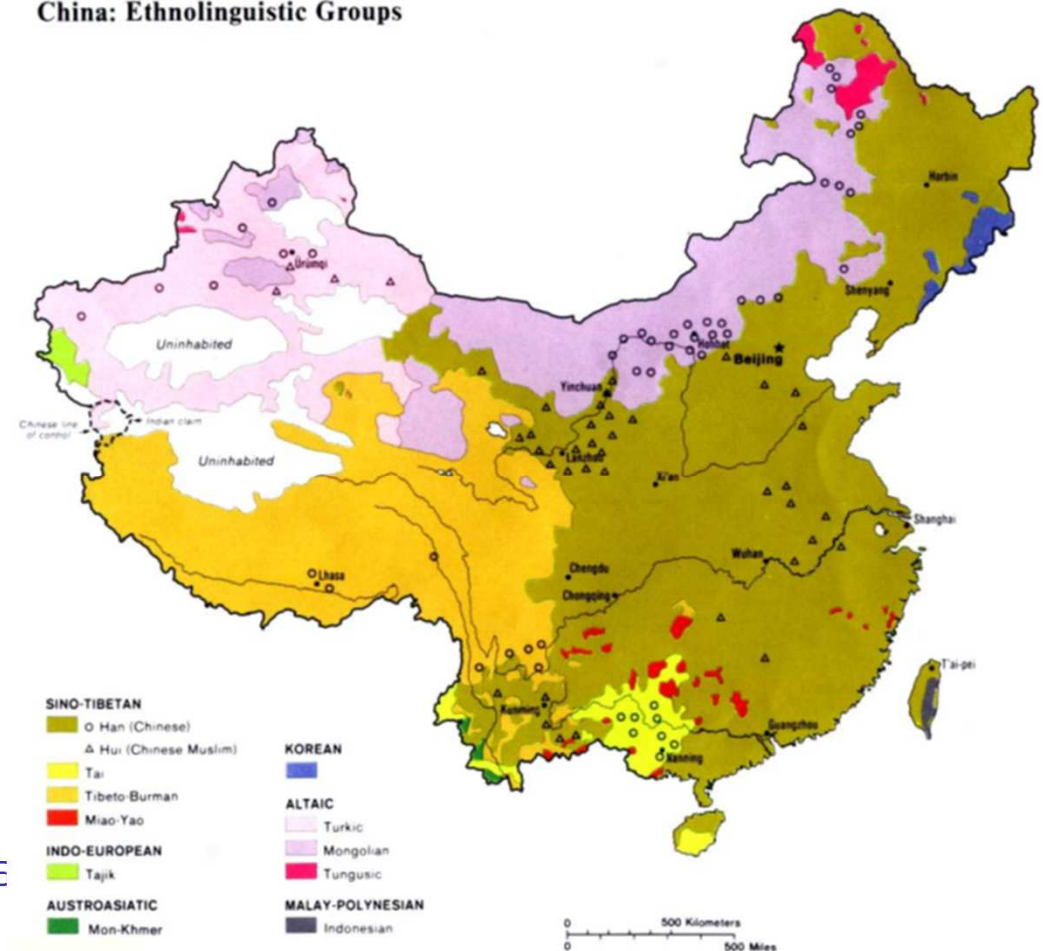 China: Ethnolinguistic Groups
Harbin
Ürümqi
Shenyang
Uninhabited
Hohhot
Beijing
Yinchuan
Chinese line
of control
Indian claim
Uninhabited
Lanzhou
Xi'an
Shanghai
Wuhan
Chengdu
Chongqing
Lhasa
T'ai-pei
Kunming
Guangzhou
Nanning
SINO-TIBETAN
Han (Chinese)
Hui (Chinese Muslim)
Tai
Tibeto-Burman
Miao-Yao
INDO-EUROPEAN
Tajik
AUSTROASIATIC
Mon-Khmer
KOREAN
ALTAIC
Turkic
Mongolian
Tungusic
MALAY-POLYNESIAN
Indonesian
0 500 Kilometers
0 500 Miles